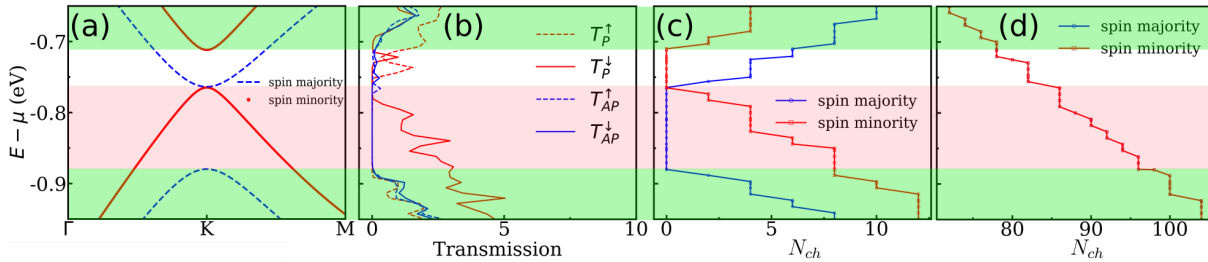 (a)
(b)
(c)
(d)
E − μ (eV)
-0.7
-0.8
-0.9
spin majority
spin minority
Γ
K
M
T_P^↑
T_P^↓
T_AP^↑
T_AP^↓
0
5
10
Transmission
spin majority
spin minority
0
5
10
N_ch
spin majority
spin minority
80
90
100
N_ch